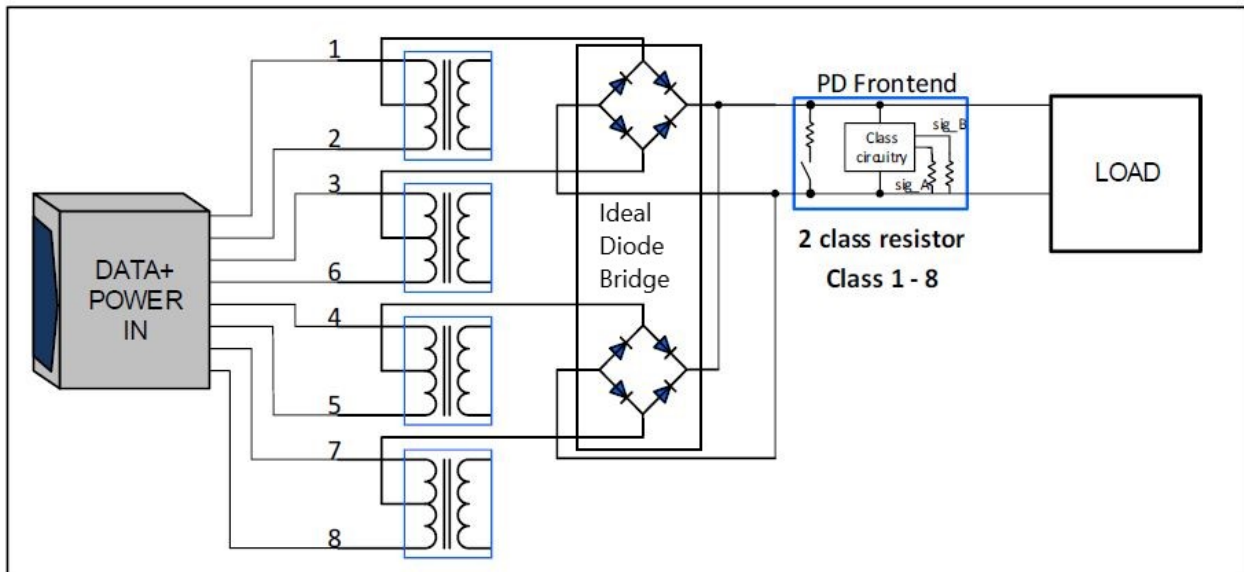 1
2
3
6
4
5
7
8
DATA+
POWER
IN
Ideal
Diode
Bridge
PD Frontend
Class
circuitry
sig_B
sig_A
2 class resistor
Class 1 - 8
LOAD